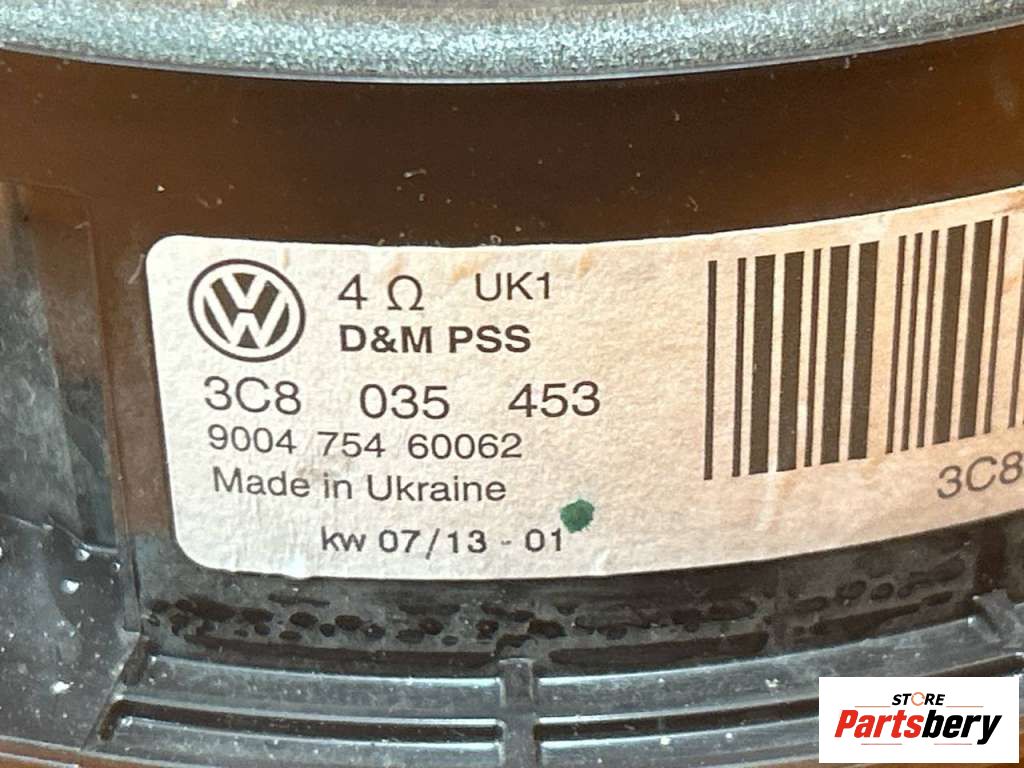 4 Ω UK1
D&M PSS
3C8 035 453
9004 754 60062
Made in Ukraine
kw 07/13 - 01
3C8
STORE
Partsbery